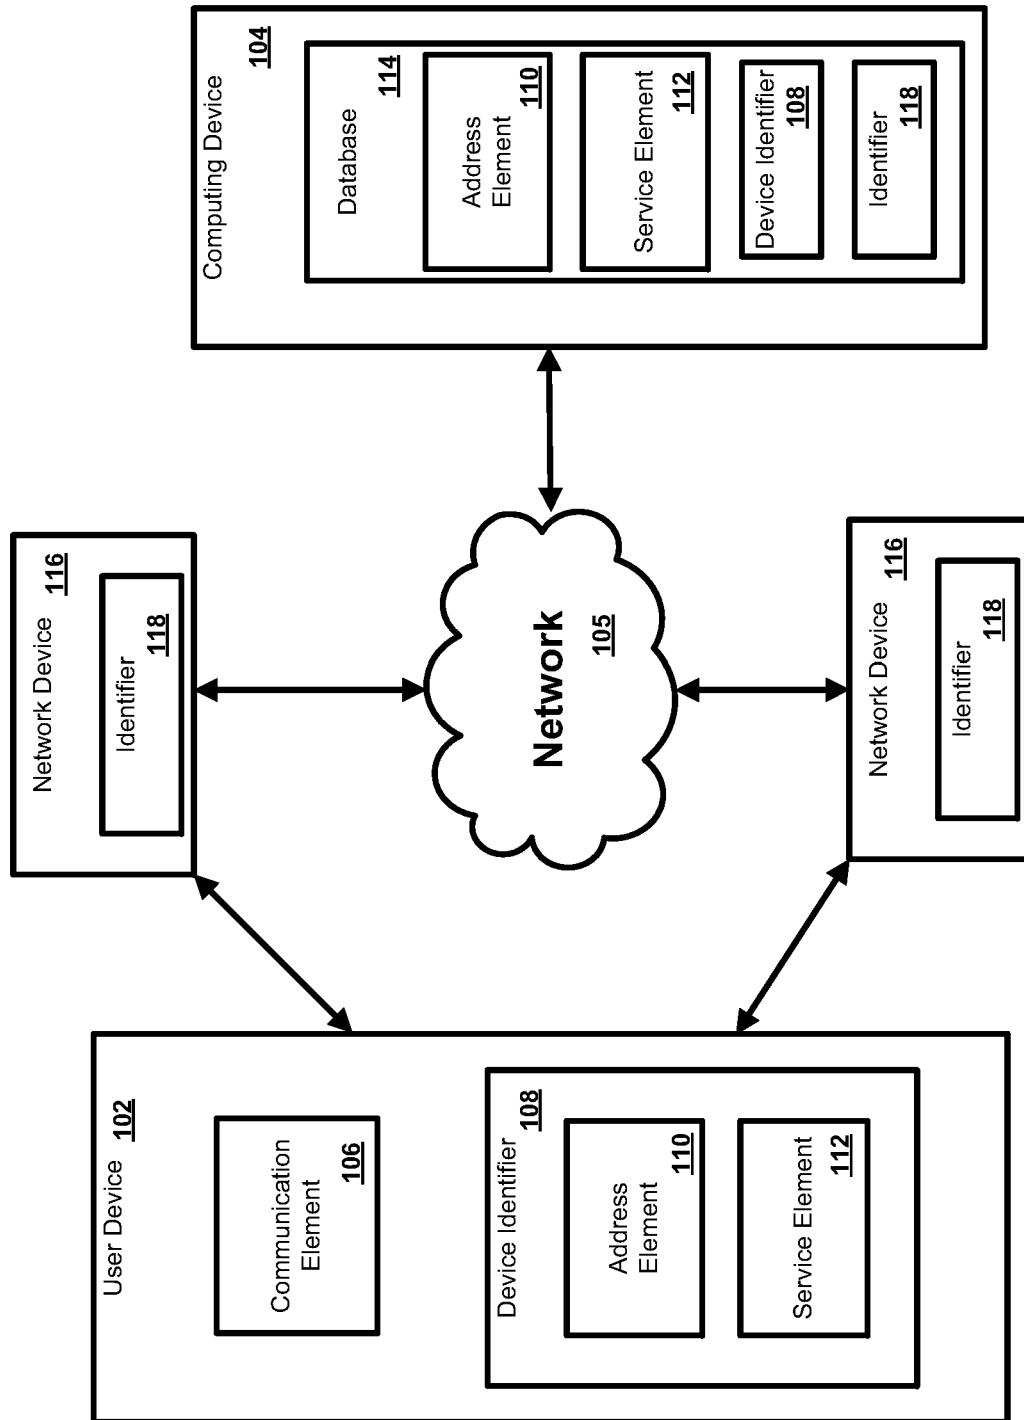 User Device
102
Communication
Element
106
Device Identifier
108
Address
Element
110
Service Element
112
Network Device
116
Identifier
118
Network
105
Network Device
116
Identifier
118
Computing Device
104
Database
114
Address
Element
110
Service Element
112
Device Identifier
108
Identifier
118